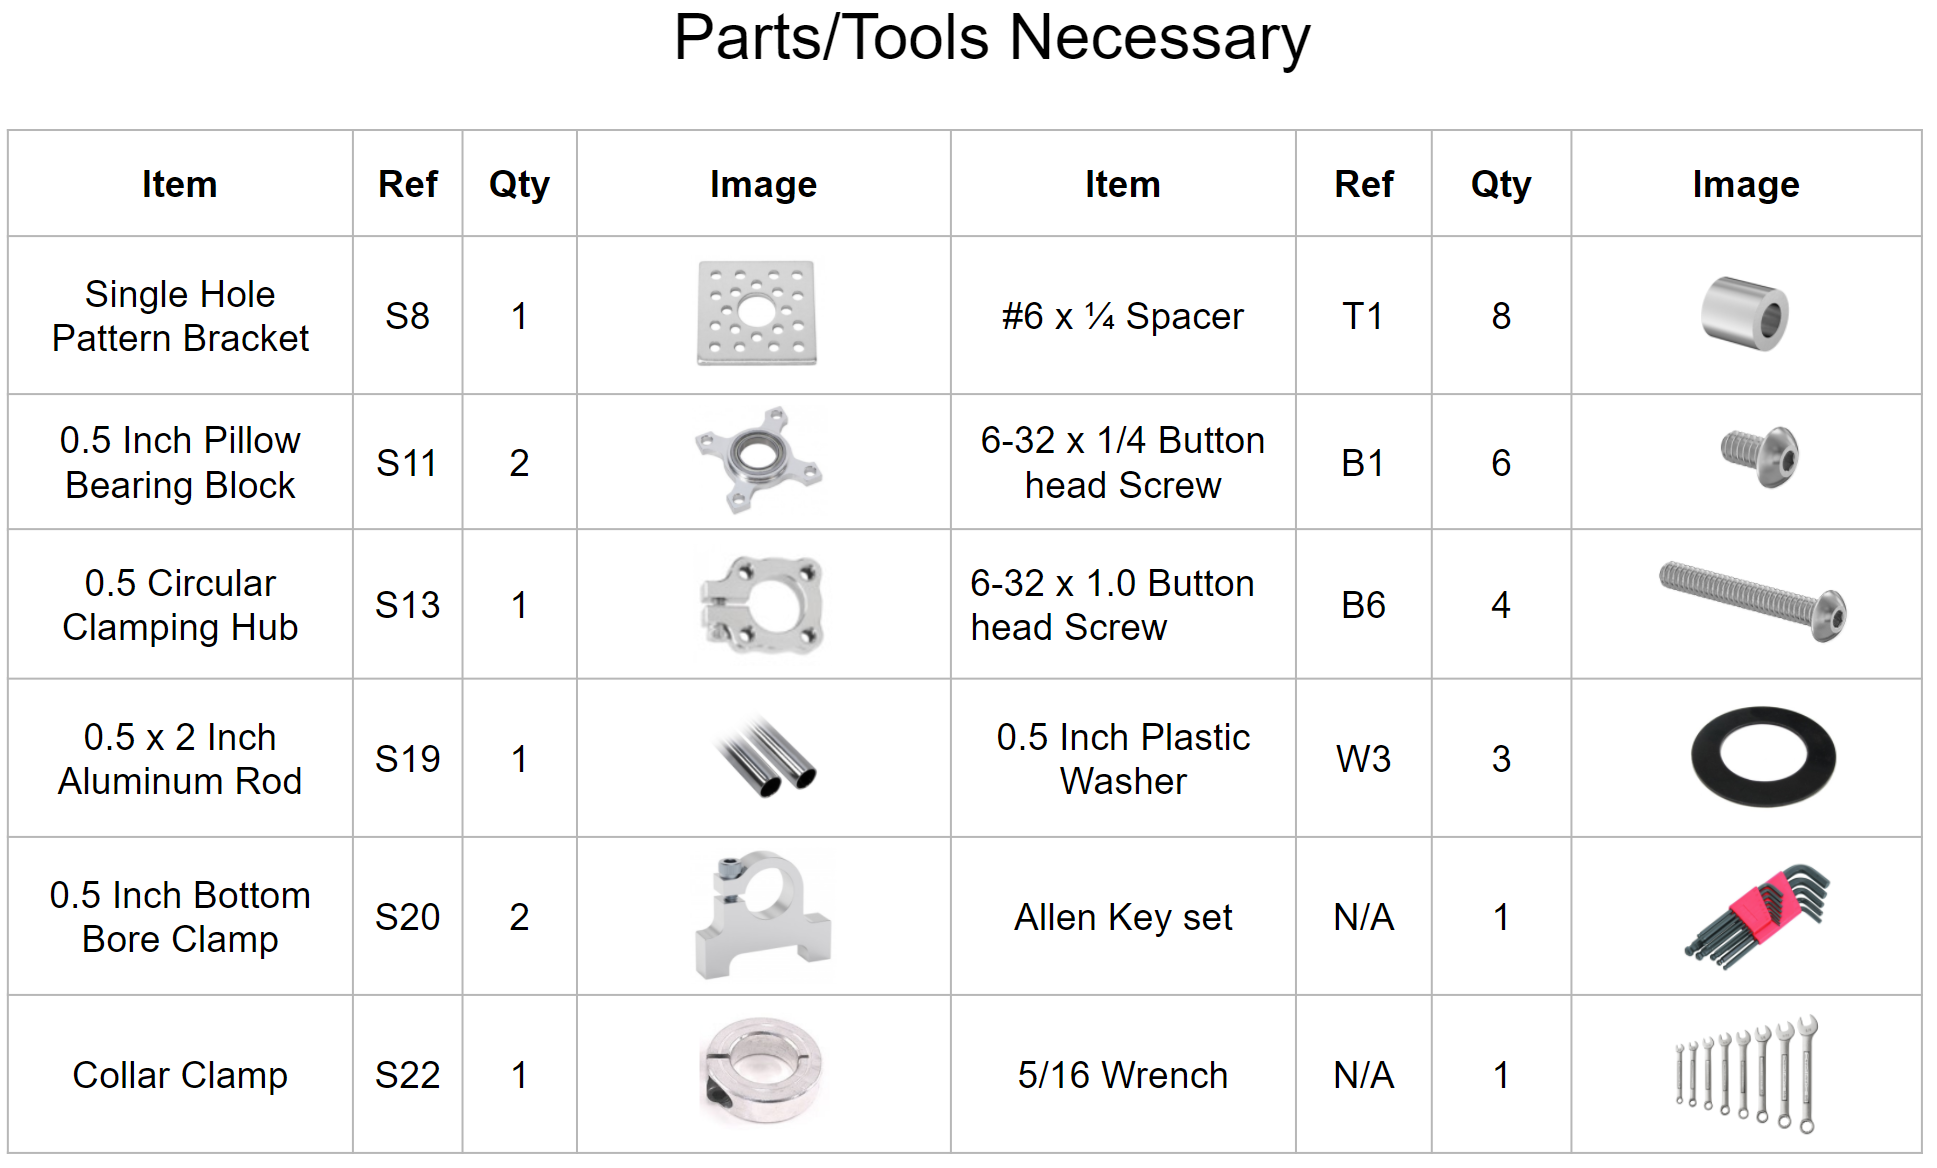 Parts/Tools Necessary
Item Ref Qty Image Item Ref Qty Image
Single Hole
Pattern Bracket
S8 1
#6 x ¼ Spacer T1 8
0.5 Inch Pillow
Bearing Block
S11 2
6-32 x 1/4 Button
head Screw
B1 6
0.5 Circular
Clamping Hub
S13 1
6-32 x 1.0 Button
head Screw
B6 4
0.5 x 2 Inch
Aluminum Rod
S19 1
0.5 Inch Plastic
Washer
W3 3
0.5 Inch Bottom
Bore Clamp
S20 2
Allen Key set N/A 1
Collar Clamp S22 1
5/16 Wrench N/A 1